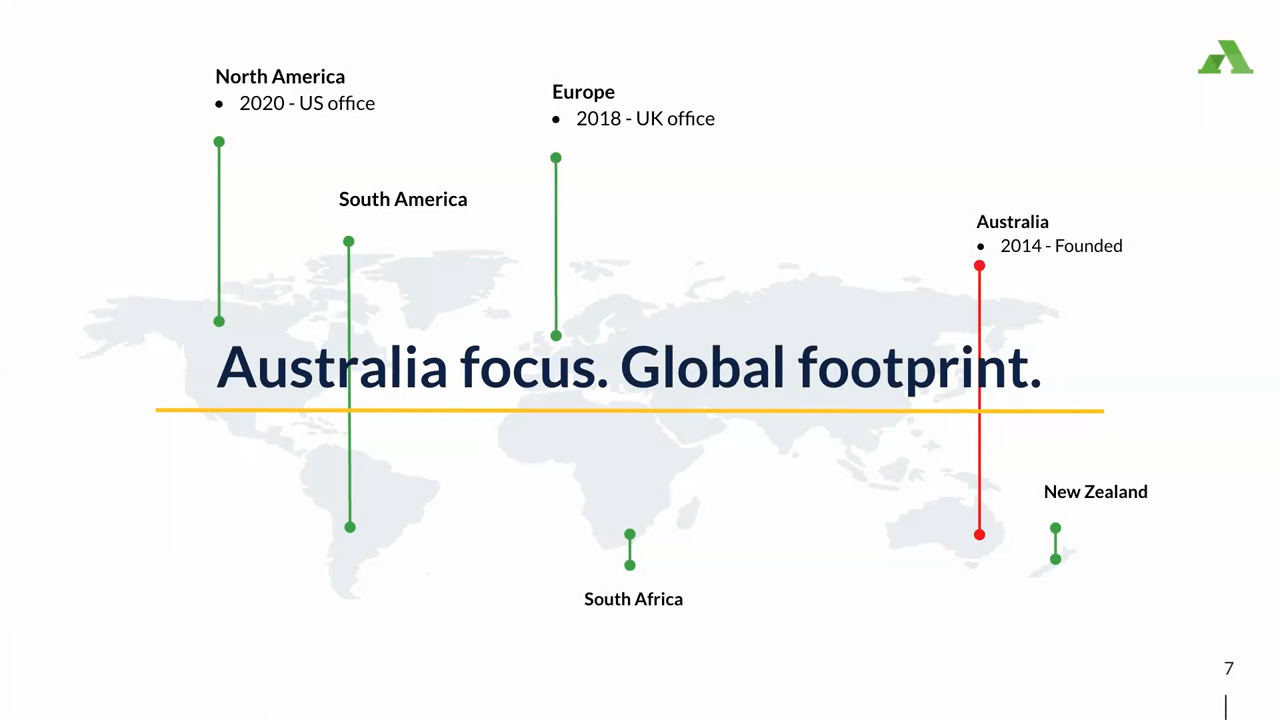 North America
• 2020 - US office
Europe
• 2018 - UK office
South America
Australia
• 2014 - Founded
Australia focus. Global footprint.
New Zealand
South Africa
7